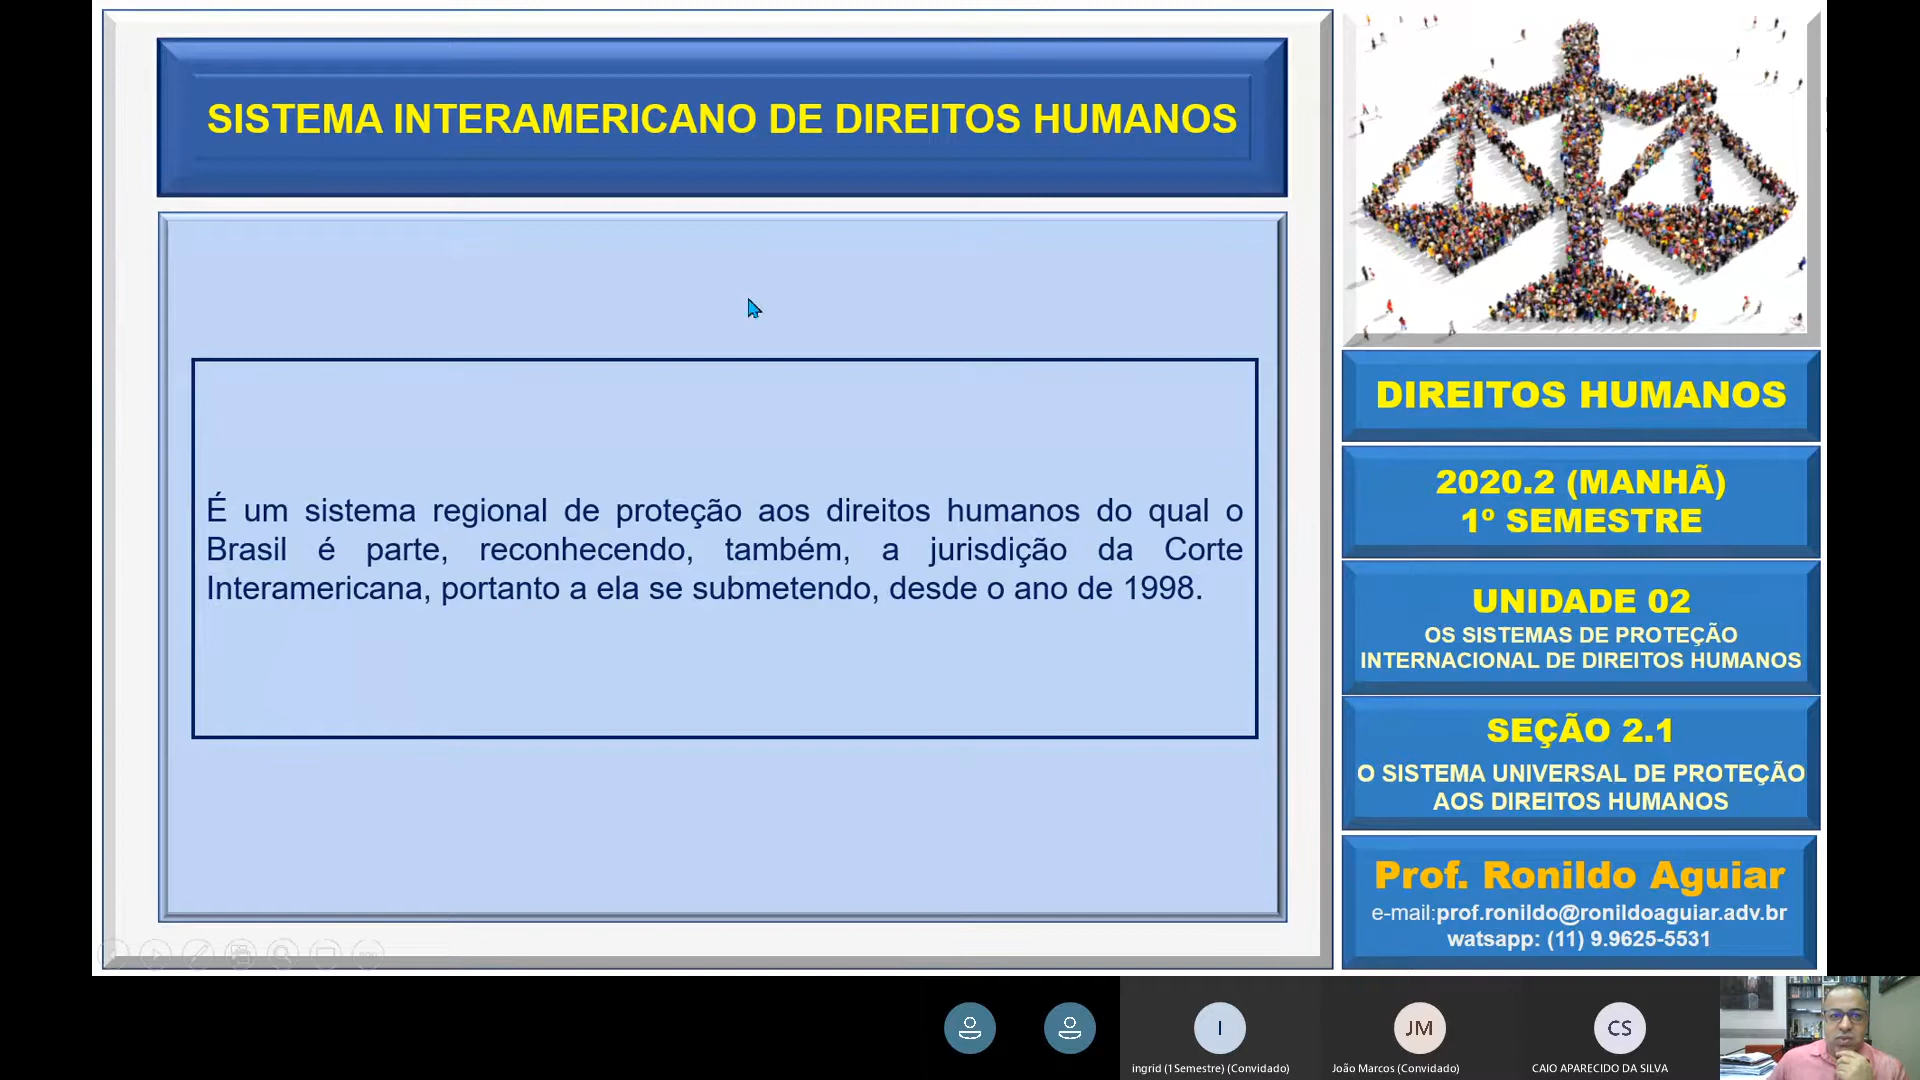 SISTEMA INTERAMERICANO DE DIREITOS HUMANOS
É um sistema regional de proteção aos direitos humanos do qual o
Brasil é parte, reconhecendo, também, a jurisdição da Corte
Interamericana, portanto a ela se submetendo, desde o ano de 1998.
DIREITOS HUMANOS
2020.2 (MANHÃ)
1º SEMESTRE
UNIDADE 02
OS SISTEMAS DE PROTEÇÃO
INTERNACIONAL DE DIREITOS HUMANOS
SEÇÃO 2.1
O SISTEMA UNIVERSAL DE PROTEÇÃO
AOS DIREITOS HUMANOS
Prof. Ronildo Aguiar
e-mail:prof.ronildo@ronildoaguiar.adv.br
watsapp: (11) 9.9625-5531
I
JM
CS
ingrid (1Semestre) (Convidado)
João Marcos (Convidado)
CAIO APARECIDO DA SILVA